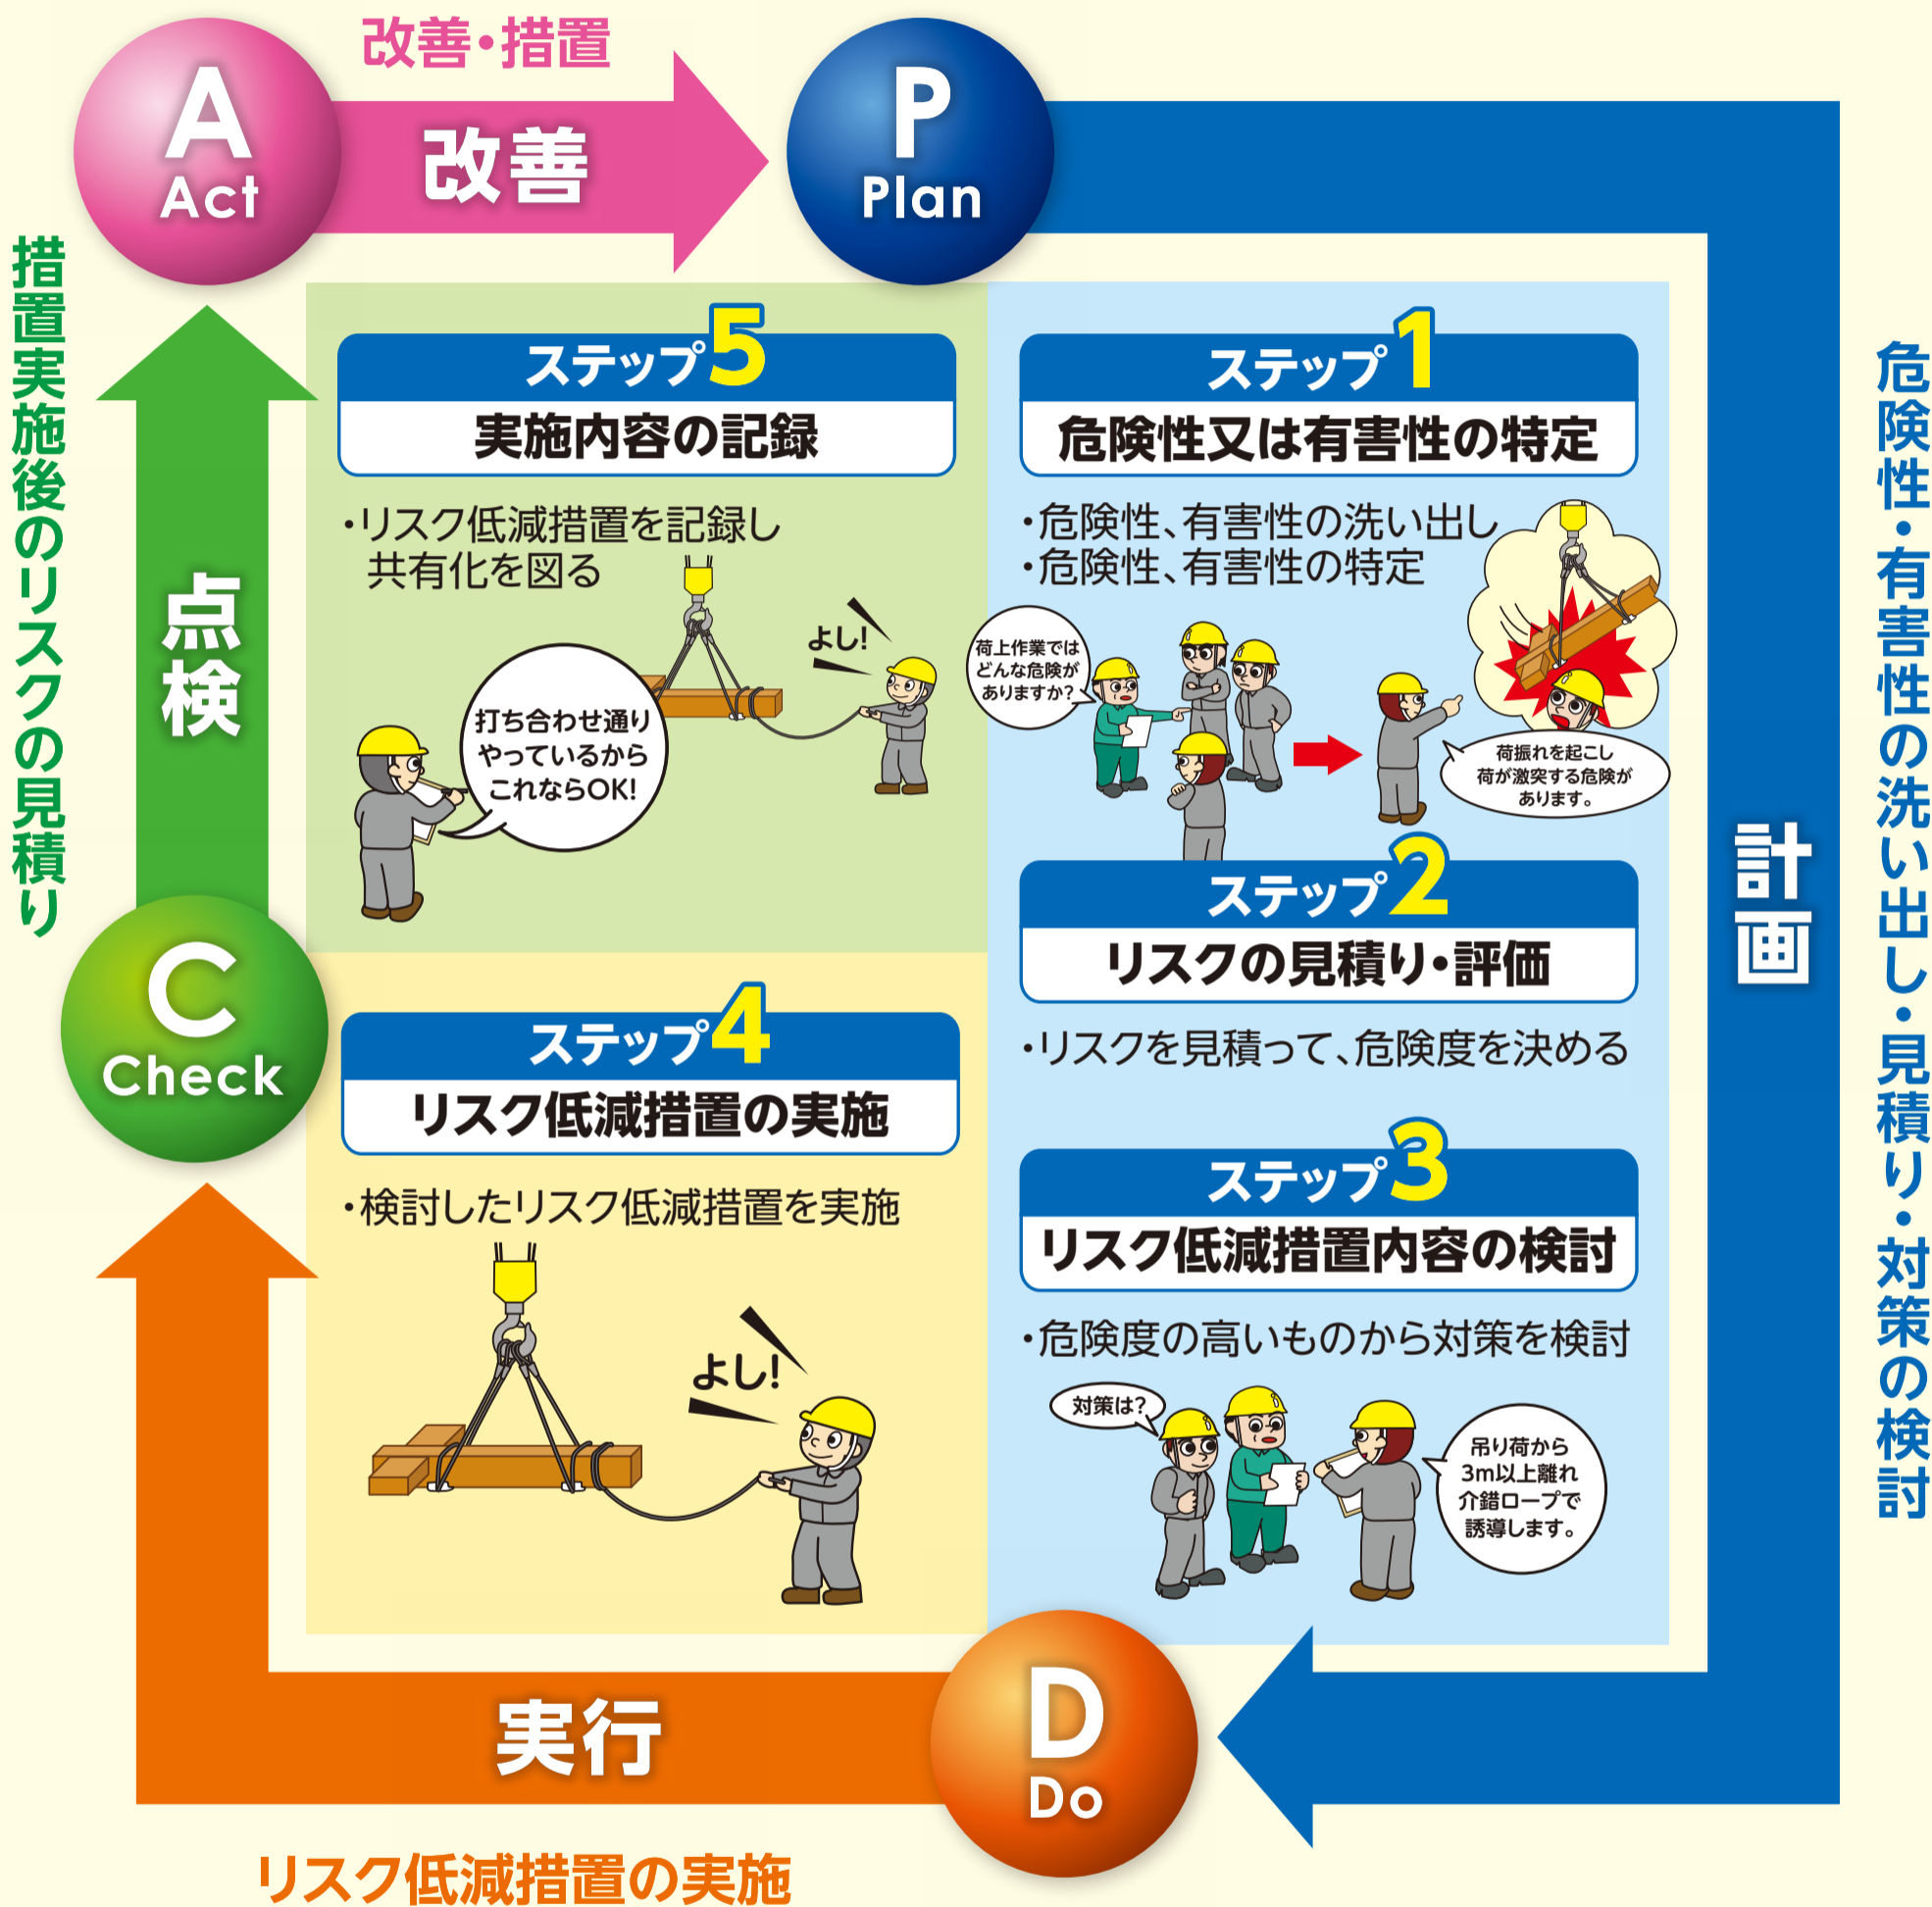 改善・措置
A
Act
改善
P
Plan
計画
危険性・有害性の洗い出し・見積り・対策の検討
ステップ1
危険性又は有害性の特定
・危険性、有害性の洗い出し
・危険性、有害性の特定
荷上作業では
どんな危険が
ありますか?
荷振れを起こし
荷が激突する危険が
あります。
ステップ2
リスクの見積り・評価
・リスクを見積って、危険度を決める
ステップ3
リスク低減措置内容の検討
・危険度の高いものから対策を検討
対策は?
吊り荷から
3m以上離れ
介錯ロープで
誘導します。
D
Do
実行
リスク低減措置の実施
ステップ4
リスク低減措置の実施
・検討したリスク低減措置を実施
よし!
C
Check
点検
措置実施後のリスクの見積り
ステップ5
実施内容の記録
・リスク低減措置を記録し
共有化を図る
よし!
打ち合わせ通り
やっているから
これならOK!